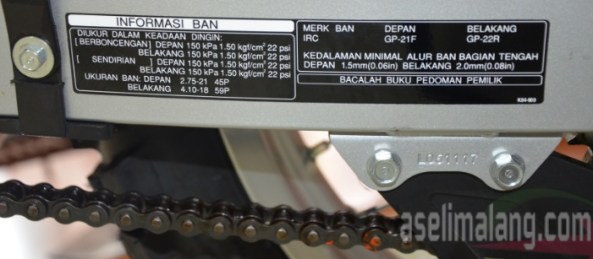 INFORMASI BAN
DIUKUR DALAM KEADAAN DINGIN:
[BERBONCENGAN] DEPAN 150 kPa 1.50 kgf/cm² 22 psi
BELAKANG 150 kPa 1.50 kgf/cm² 22 psi
[ SENDIRIAN ] DEPAN 150 kPa 1.50 kgf/cm² 22 psi
BELAKANG 150 kPa 1.50 kgf/cm² 22 psi
UKURAN BAN: DEPAN 2.75-21 45P
BELAKANG 4.10-18 59P
MERK BAN DEPAN BELAKANG
IRC GP-21F GP-22R
KEDALAMAN MINIMAL ALUR BAN BAGIAN TENGAH
DEPAN 1.5mm(0.06in) BELAKANG 2.0mm(0.08in)
BACALAH BUKU PEDOMAN PEMILIK
LD51117
aselimalang.com